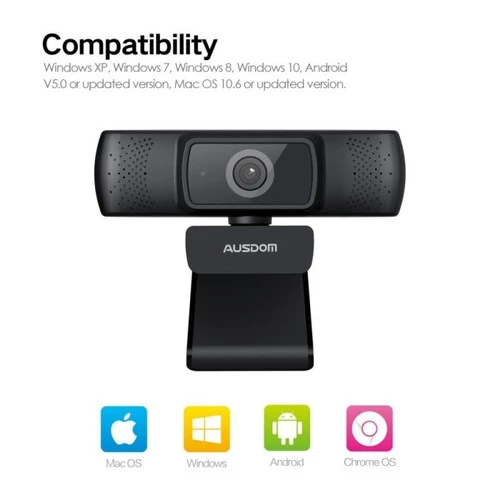 Compatibility
Windows XP, Windows 7, Windows 8, Windows 10, Android
V5.0 or updated version, Mac OS 10.6 or updated version.
AUSDOM
Mac OS
Windows
Android
Chrome OS